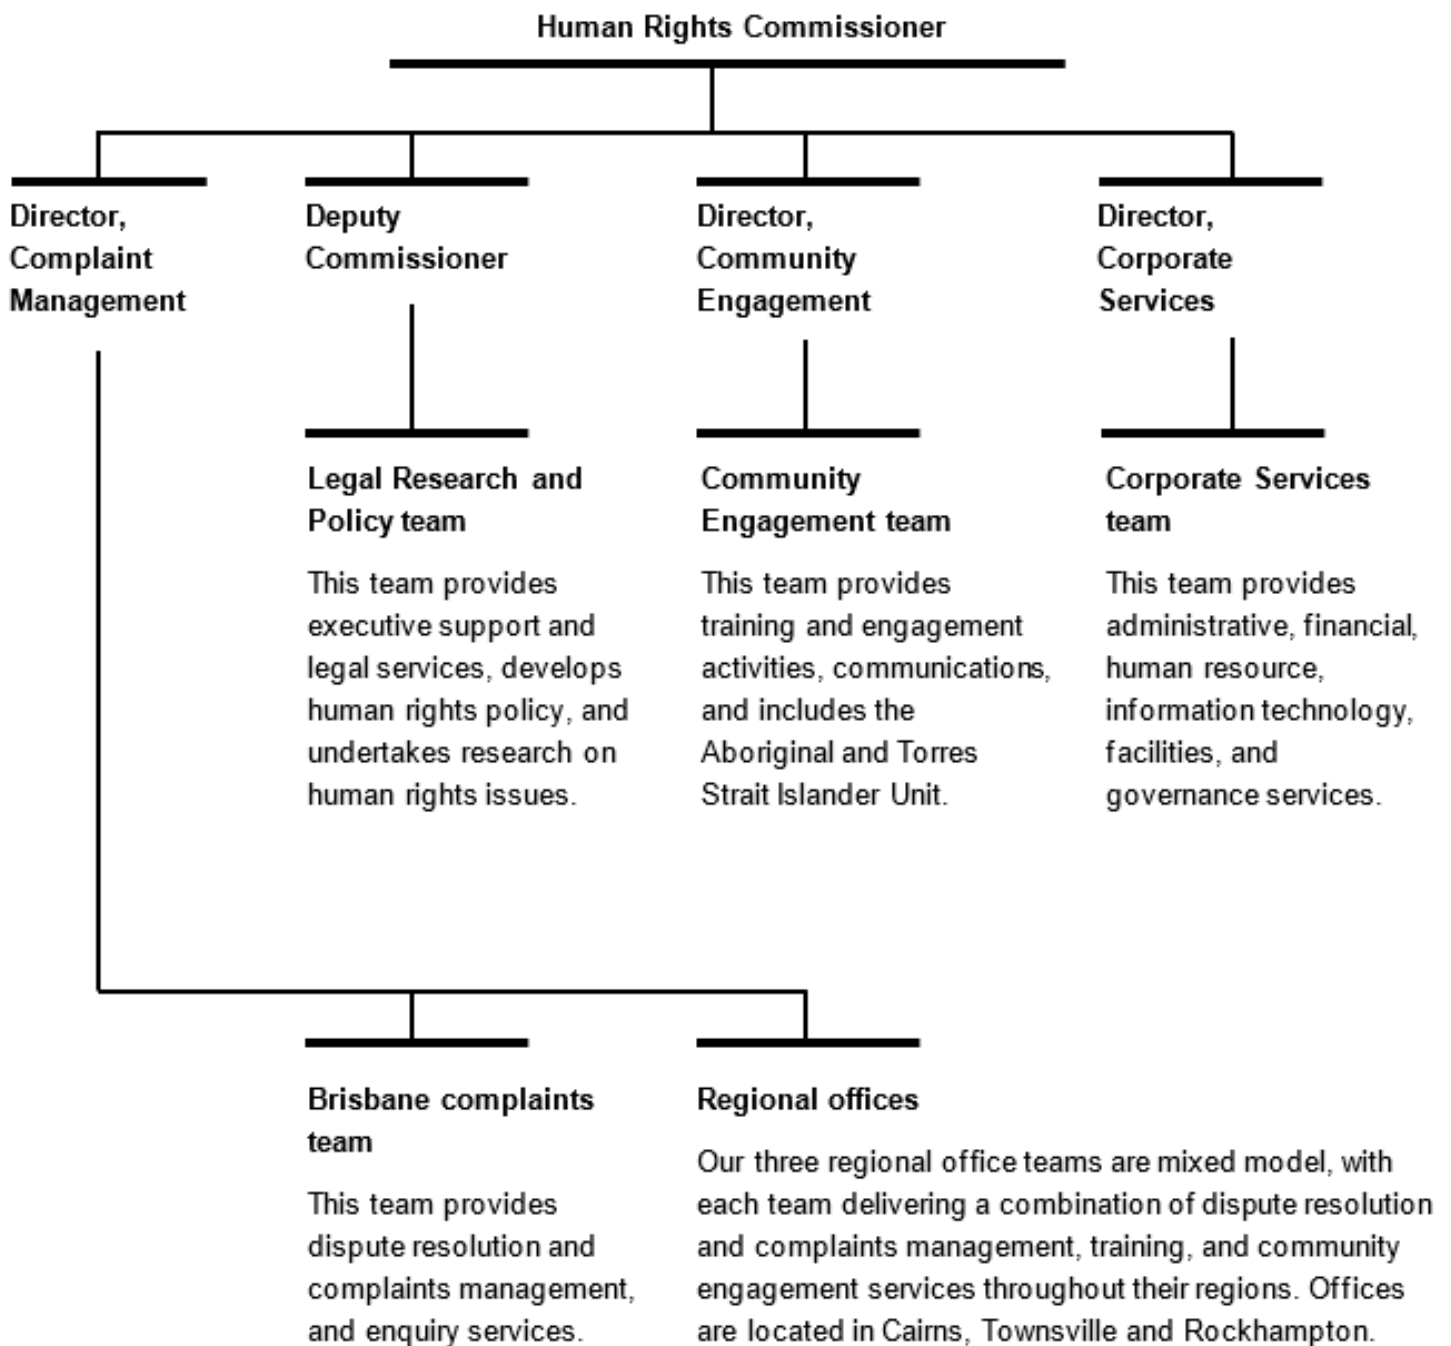 Human Rights Commissioner
Director,
Complaint
Management
Deputy
Commissioner
Director,
Community
Engagement
Director,
Corporate
Services
Legal Research and
Policy team
This team provides
executive support and
legal services, develops
human rights policy, and
undertakes research on
human rights issues.
Community
Engagement team
This team provides
training and engagement
activities, communications,
and includes the
Aboriginal and Torres
Strait Islander Unit.
Corporate Services
team
This team provides
administrative, financial,
human resource,
information technology,
facilities, and
governance services.
Brisbane complaints
team
This team provides
dispute resolution and
complaints management,
and enquiry services.
Regional offices
Our three regional office teams are mixed model, with
each team delivering a combination of dispute resolution
and complaints management, training, and community
engagement services throughout their regions. Offices
are located in Cairns, Townsville and Rockhampton.